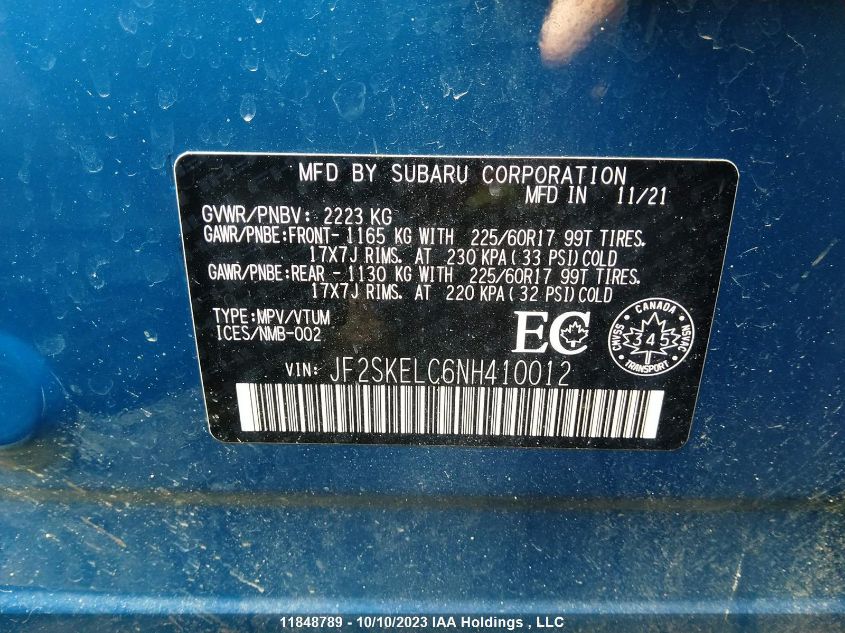 MFD BY SUBARU CORPORATION
MFD IN 11/21
GVWR/PNBV: 2223 KG
GAWR/PNBE:FRONT- 1165 KG WITH 225/60R17 99T TIRES.
17X7J RIMS. AT 230 KPA(33 PSI)COLD
GAWR/PNBE:REAR - 1130 KG WITH 225/60R17 99T TIRES.
17X7J RIMS. AT 220 KPA(32 PSI)COLD
TYPE:MPV/VTUM
ICES/NMB-002
EC
CANADA
CMVSS
NSVAC
345
VIN: JF2SKELC6NH410012
11848789 - 10/10/2023 IAA Holdings , LLC